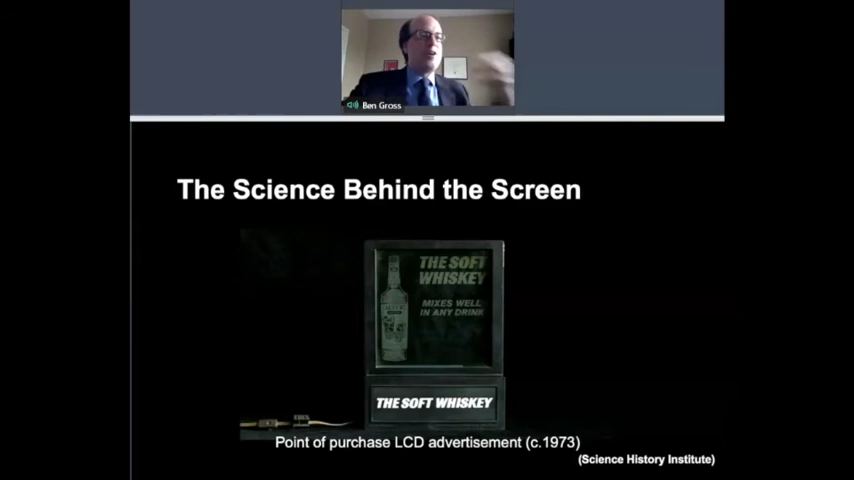 Ben Gross
The Science Behind the Screen
THE SOFT
WHISKEY
MIXES WELL
IN ANY DRINK
THE SOFT WHISKEY
Point of purchase LCD advertisement (c.1973)
(Science History Institute)